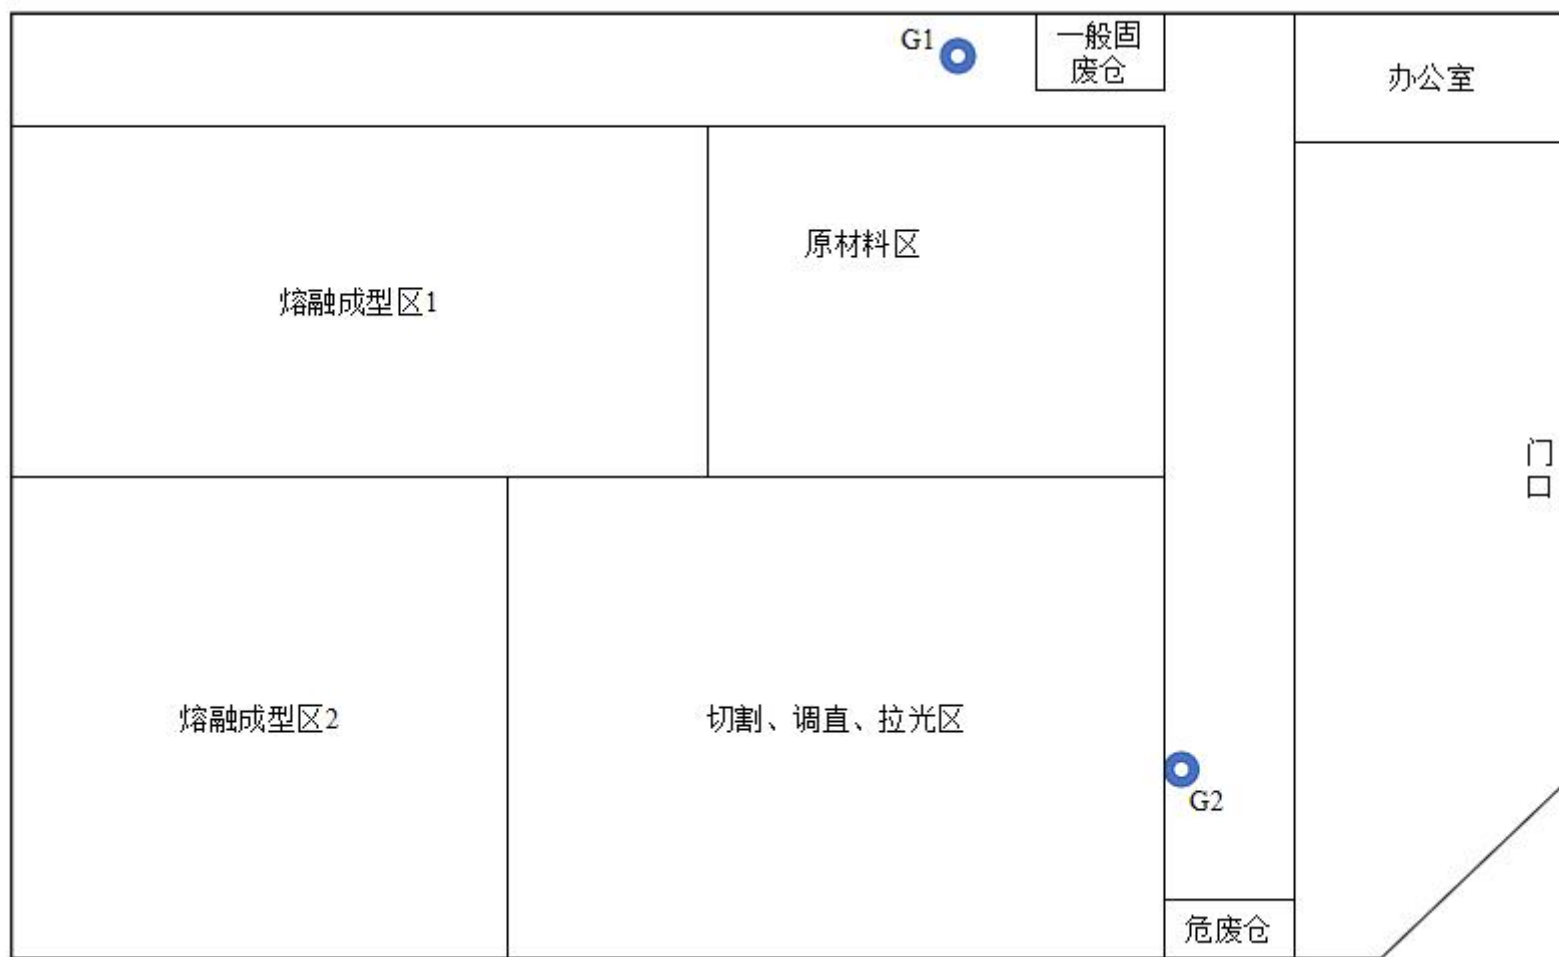 G1
一般固
废仓
办公室
原材料区
熔融成型区1
门
口
熔融成型区2
切割、调直、拉光区
G2
危废仓